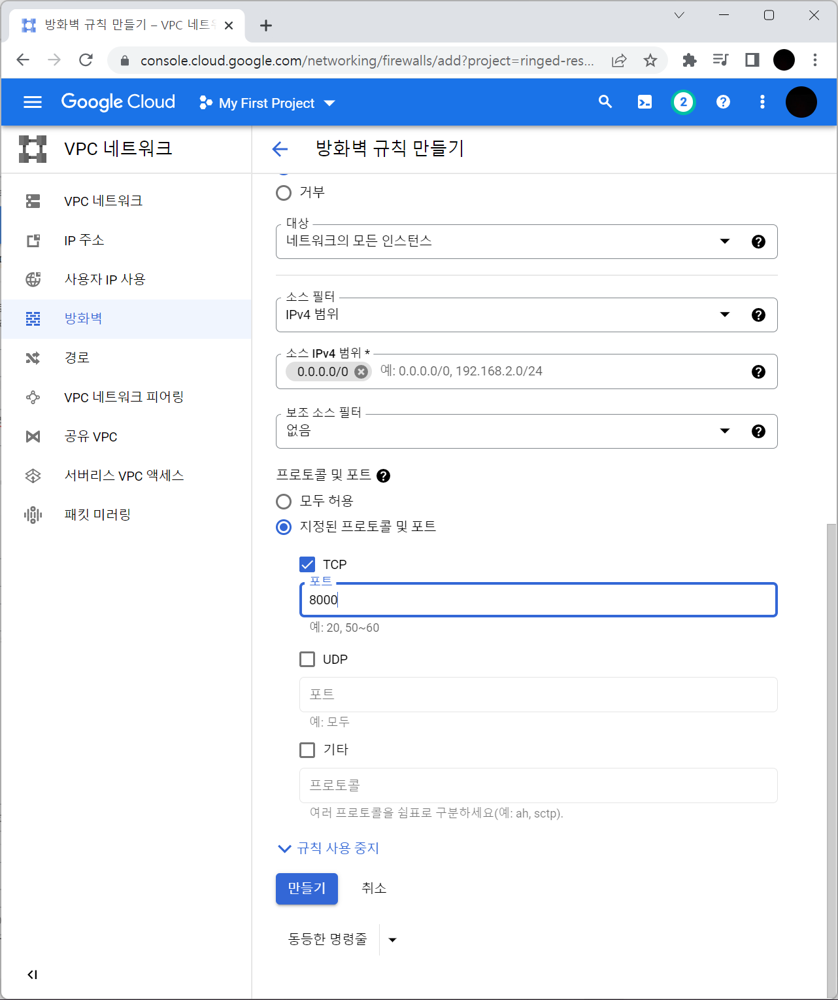 방화벽 규칙 만들기 – VPC 네트워
console.cloud.google.com/networking/firewalls/add?project=ringed-res...
Google Cloud
My First Project
2
VPC 네트워크
방화벽 규칙 만들기
VPC 네트워크
IP 주소
사용자 IP 사용
방화벽
경로
VPC 네트워크 피어링
공유 VPC
서버리스 VPC 액세스
패킷 미러링
거부
대상
네트워크의 모든 인스턴스
소스 필터
IPv4 범위
소스 IPv4 범위 *
0.0.0.0/0 예: 0.0.0.0/0, 192.168.2.0/24
보조 소스 필터
없음
프로토콜 및 포트
모두 허용
지정된 프로토콜 및 포트
TCP
포트
8000
예: 20, 50~60
UDP
포트
예: 모두
기타
프로토콜
여러 프로토콜을 쉼표로 구분하세요(예: ah, sctp).
규칙 사용 중지
만들기
취소
동등한 명령줄